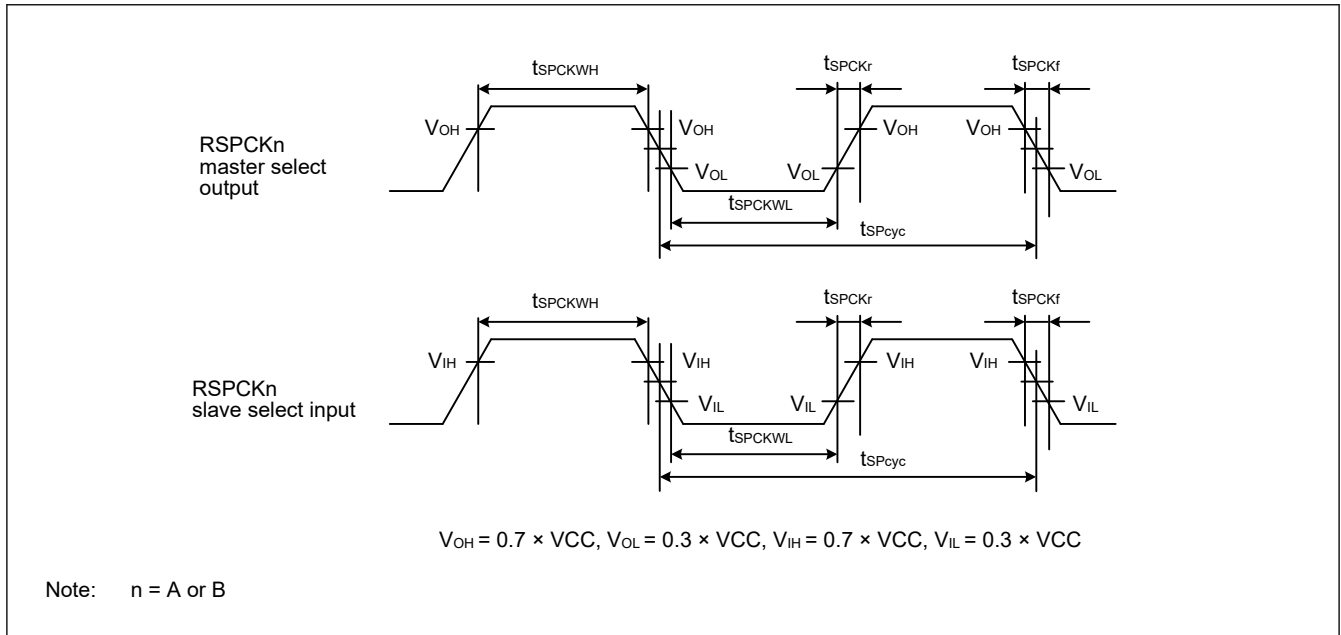 tSPCKWH
tSPCKr
tSPCKf
VOH
VOH
VOH
VOH
RSPCKn
master select
output
VOL
VOL
VOL
tSPCKWL
tSPcyc
tSPCKWH
tSPCKr
tSPCKf
VIH
VIH
VIH
VIH
RSPCKn
slave select input
VIL
VIL
VIL
tSPCKWL
tSPcyc
VOH = 0.7 × VCC, VOL = 0.3 × VCC, VIH = 0.7 × VCC, VIL = 0.3 × VCC
Note: n = A or B